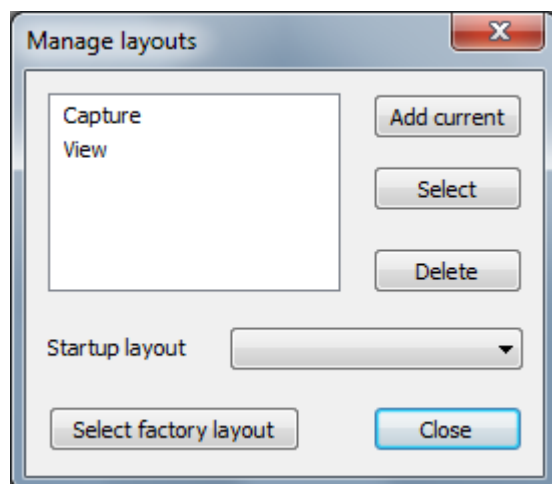 Manage layouts
Capture
View
Add current
Select
Delete
Startup layout
Select factory layout
Close